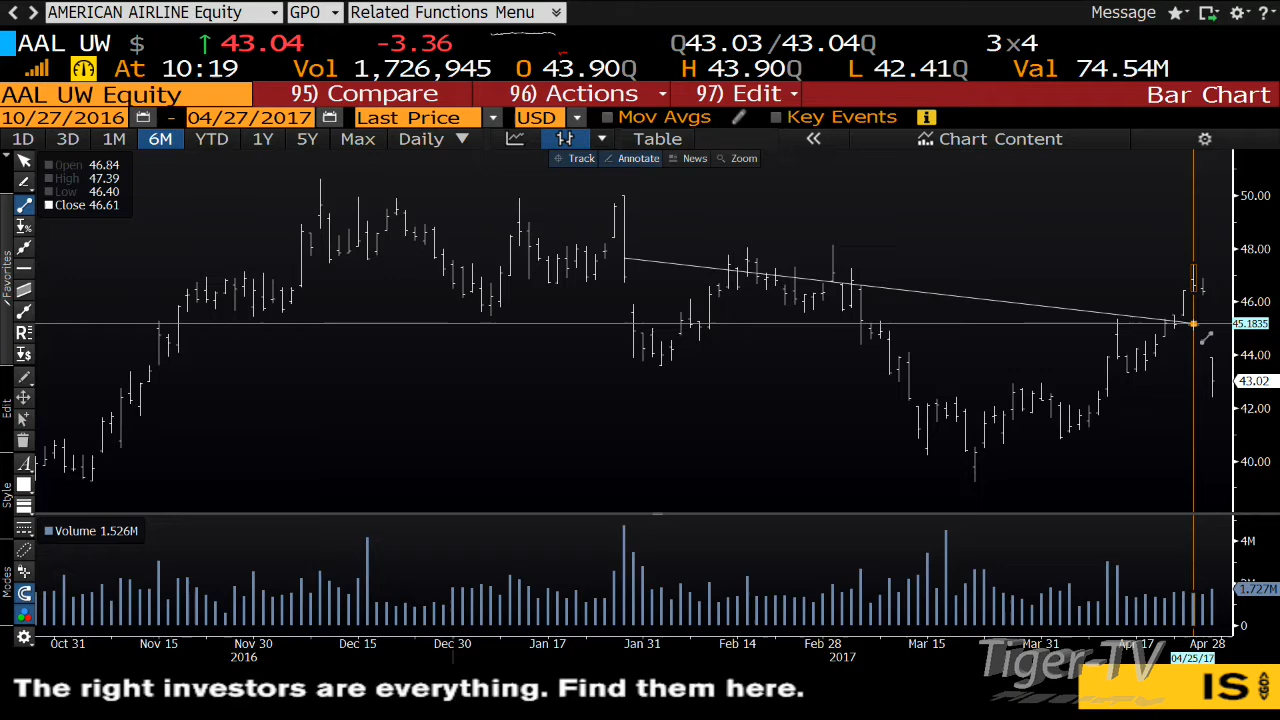 AMERICAN AIRLINE Equity GPO Related Functions Menu Message ?
AAL UW $ ↑ 43.04 -3.36 Q43.03/43.04Q 3x4
At 10:19 Vol 1,726,945 O 43.90Q H 43.90Q L 42.41Q Val 74.54M
AAL UW Equity 95) Compare 96) Actions 97) Edit Bar Chart
10/27/2016 - 04/27/2017 Last Price USD Mov Avgs Key Events i
1D 3D 1M 6M YTD 1Y 5Y Max Daily Table « Chart Content
Track Annotate News Zoom
Open 46.84
High 47.39
Low 46.40
Close 46.61
Favorites
Edit
Style
Modes
50.00
48.00
46.00
45.1835
44.00
43.02
42.00
40.00
Volume 1.526M
4M
1.727M
0
Oct 31 Nov 15 Nov 30 Dec 15 Dec 30 Jan 17 Jan 31 Feb 14 Feb 28 Mar 15 Mar 31 Apr 17 Apr 28
2016 2017 04/25/17
Tiger-TV
The right investors are everything. Find them here.
IS